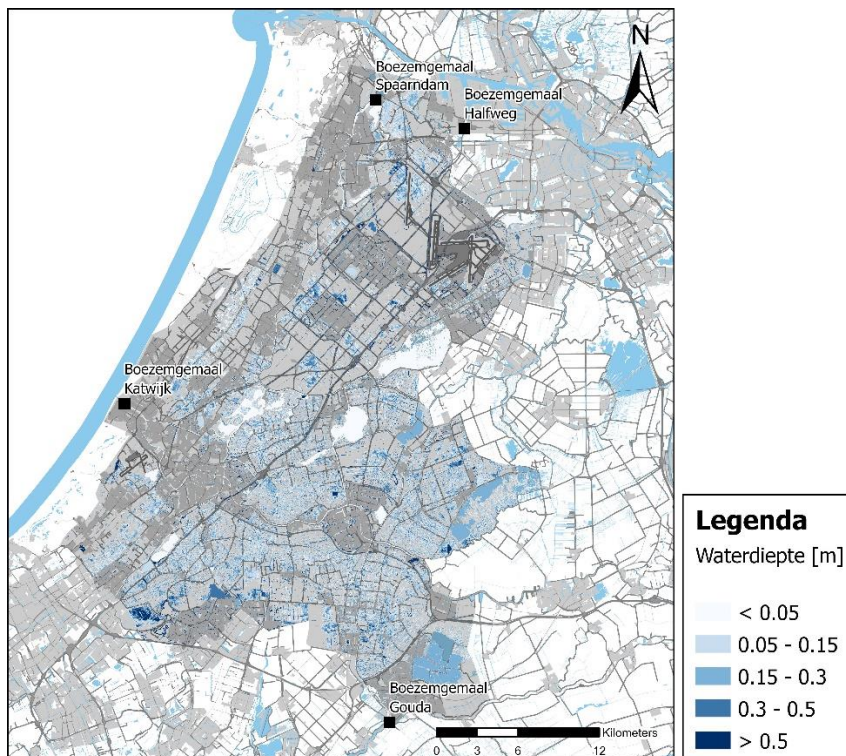 N
Boezemgemaal
Spaarndam
Boezemgemaal
Halfweg
Boezemgemaal
Katwijk
Boezemgemaal
Gouda
Kilometers
0 3 6 12
Legenda
Waterdiepte [m]
< 0.05
0.05 - 0.15
0.15 - 0.3
0.3 - 0.5
> 0.5